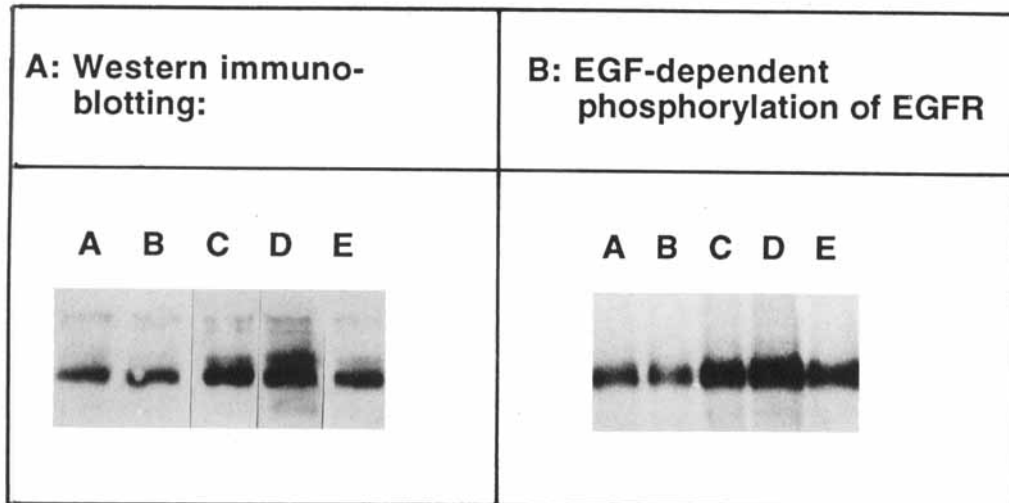 A: Western immuno-
blotting:
B: EGF-dependent
phosphorylation of EGFR
A B C D E
A B C D E